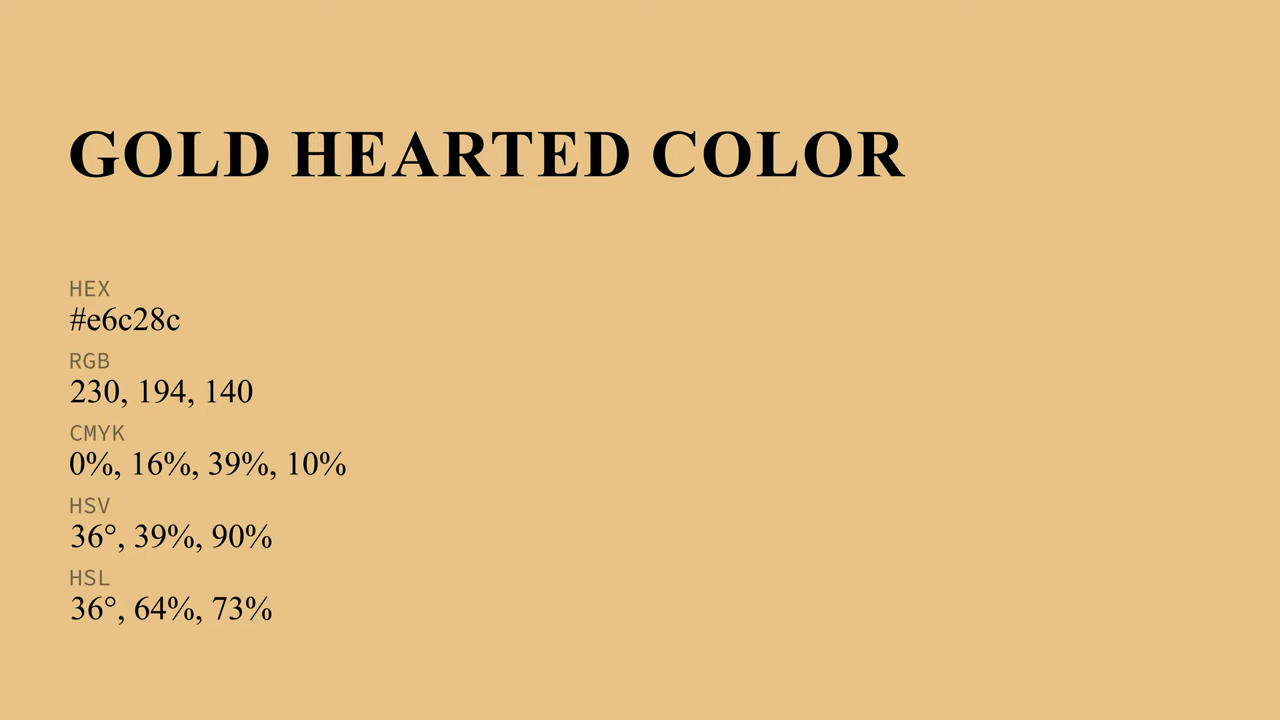 GOLD HEARTED COLOR
HEX
#e6c28c
RGB
230, 194, 140
CMYK
0%, 16%, 39%, 10%
HSV
36°, 39%, 90%
HSL
36°, 64%, 73%